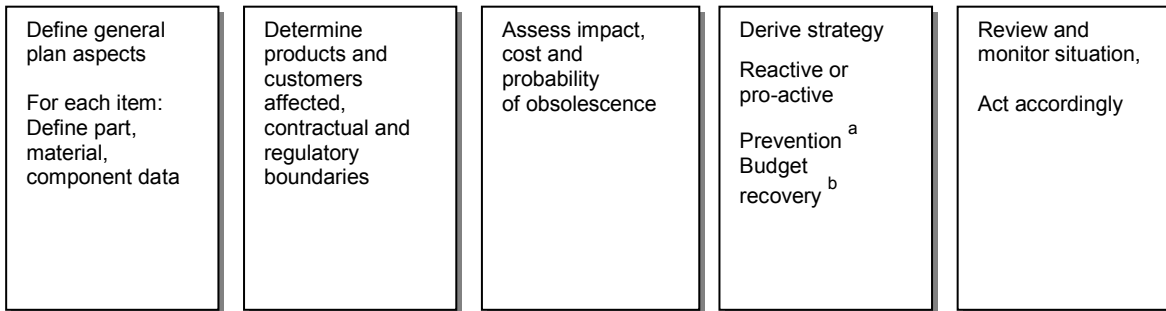 Define general
plan aspects
For each item:
Define part,
material,
component data
Determine
products and
customers
affected,
contractual and
regulatory
boundaries
Assess impact,
cost and
probability
of obsolescence
Derive strategy
Reactive or
pro-active
Prevention a
Budget
recovery b
Review and
monitor situation,
Act accordingly